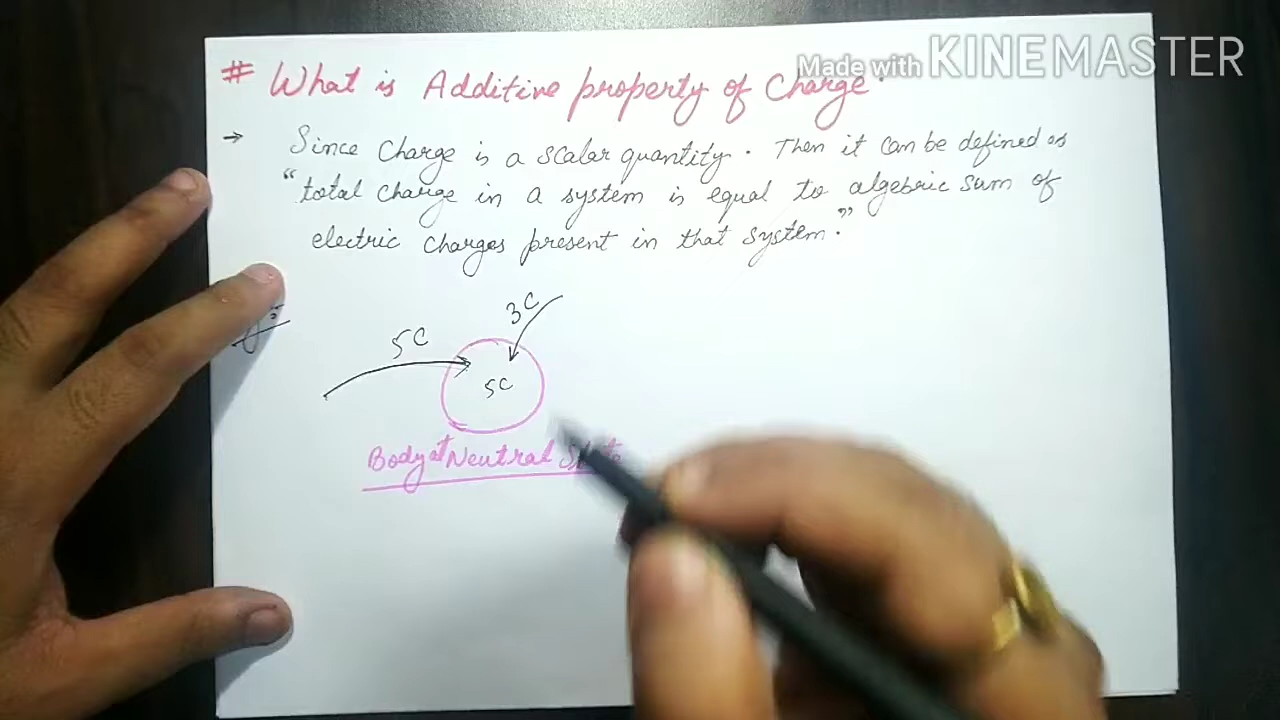 Made with KINEMASTER
# What is Additive property of Charge
→ Since Charge is a scalar quantity. Then it can be defined as
"total charge in a system is equal to algebric sum of
electric charges present in that system."
3C
5C
5C
Body at Neutral